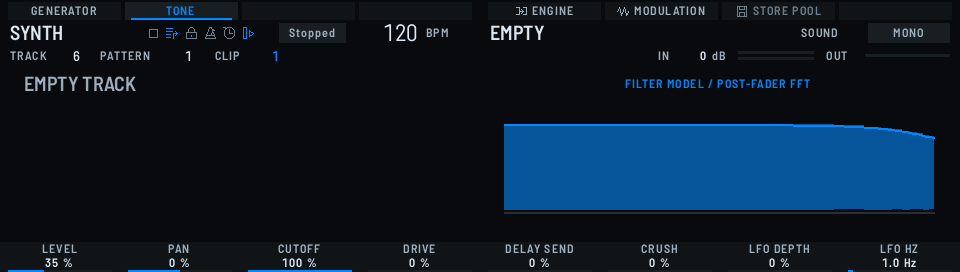 GENERATOR TONE ENGINE MODULATION STORE POOL
SYNTH Stopped 120 BPM EMPTY SOUND MONO
TRACK 6 PATTERN 1 CLIP 1 IN 0 dB OUT
EMPTY TRACK FILTER MODEL / POST-FADER FFT
LEVEL PAN CUTOFF DRIVE DELAY SEND CRUSH LFO DEPTH LFO HZ
35 % 0 % 100 % 0 % 0 % 0 % 0 % 1.0 Hz